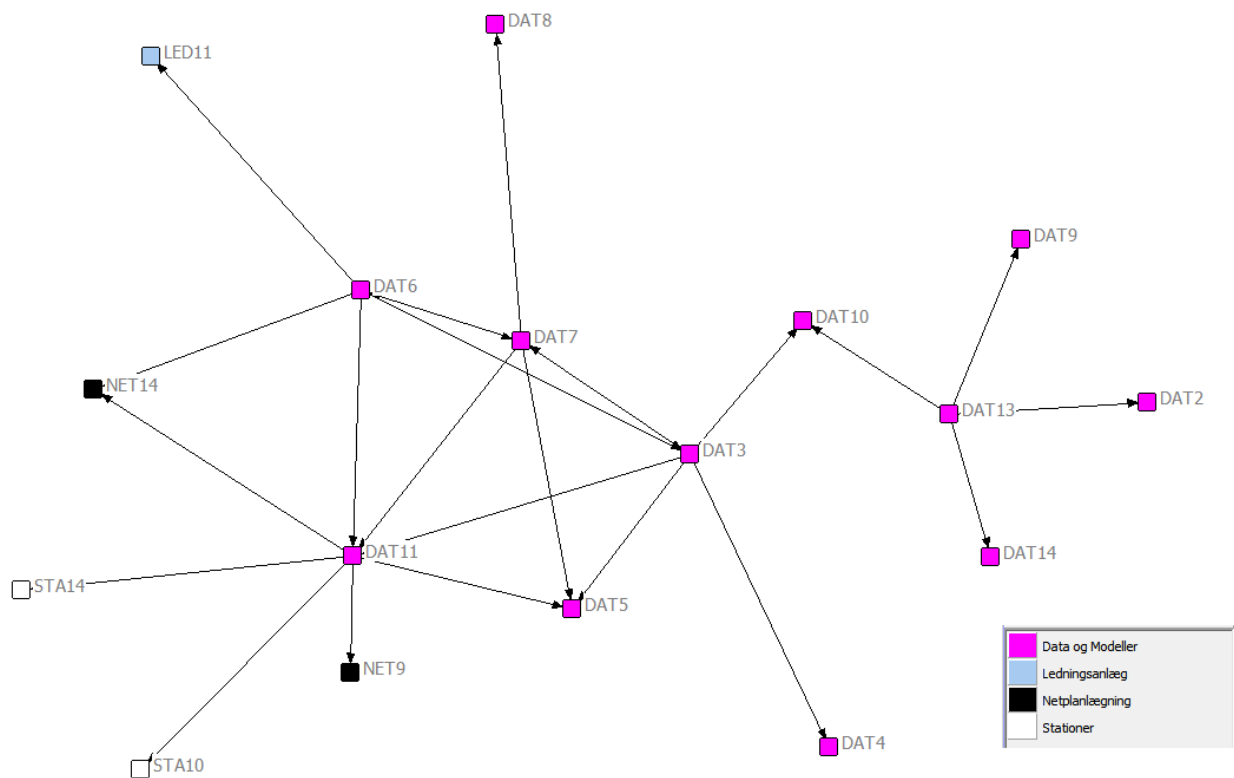 DAT8
LED11
DAT9
DAT6
DAT10
DAT7
NET14
DAT2
DAT13
DAT3
DAT11
DAT14
STA14
DAT5
NET9
DAT4
STA10
Data og Modeller
Ledningsanlæg
Netplanlægning
Stationer